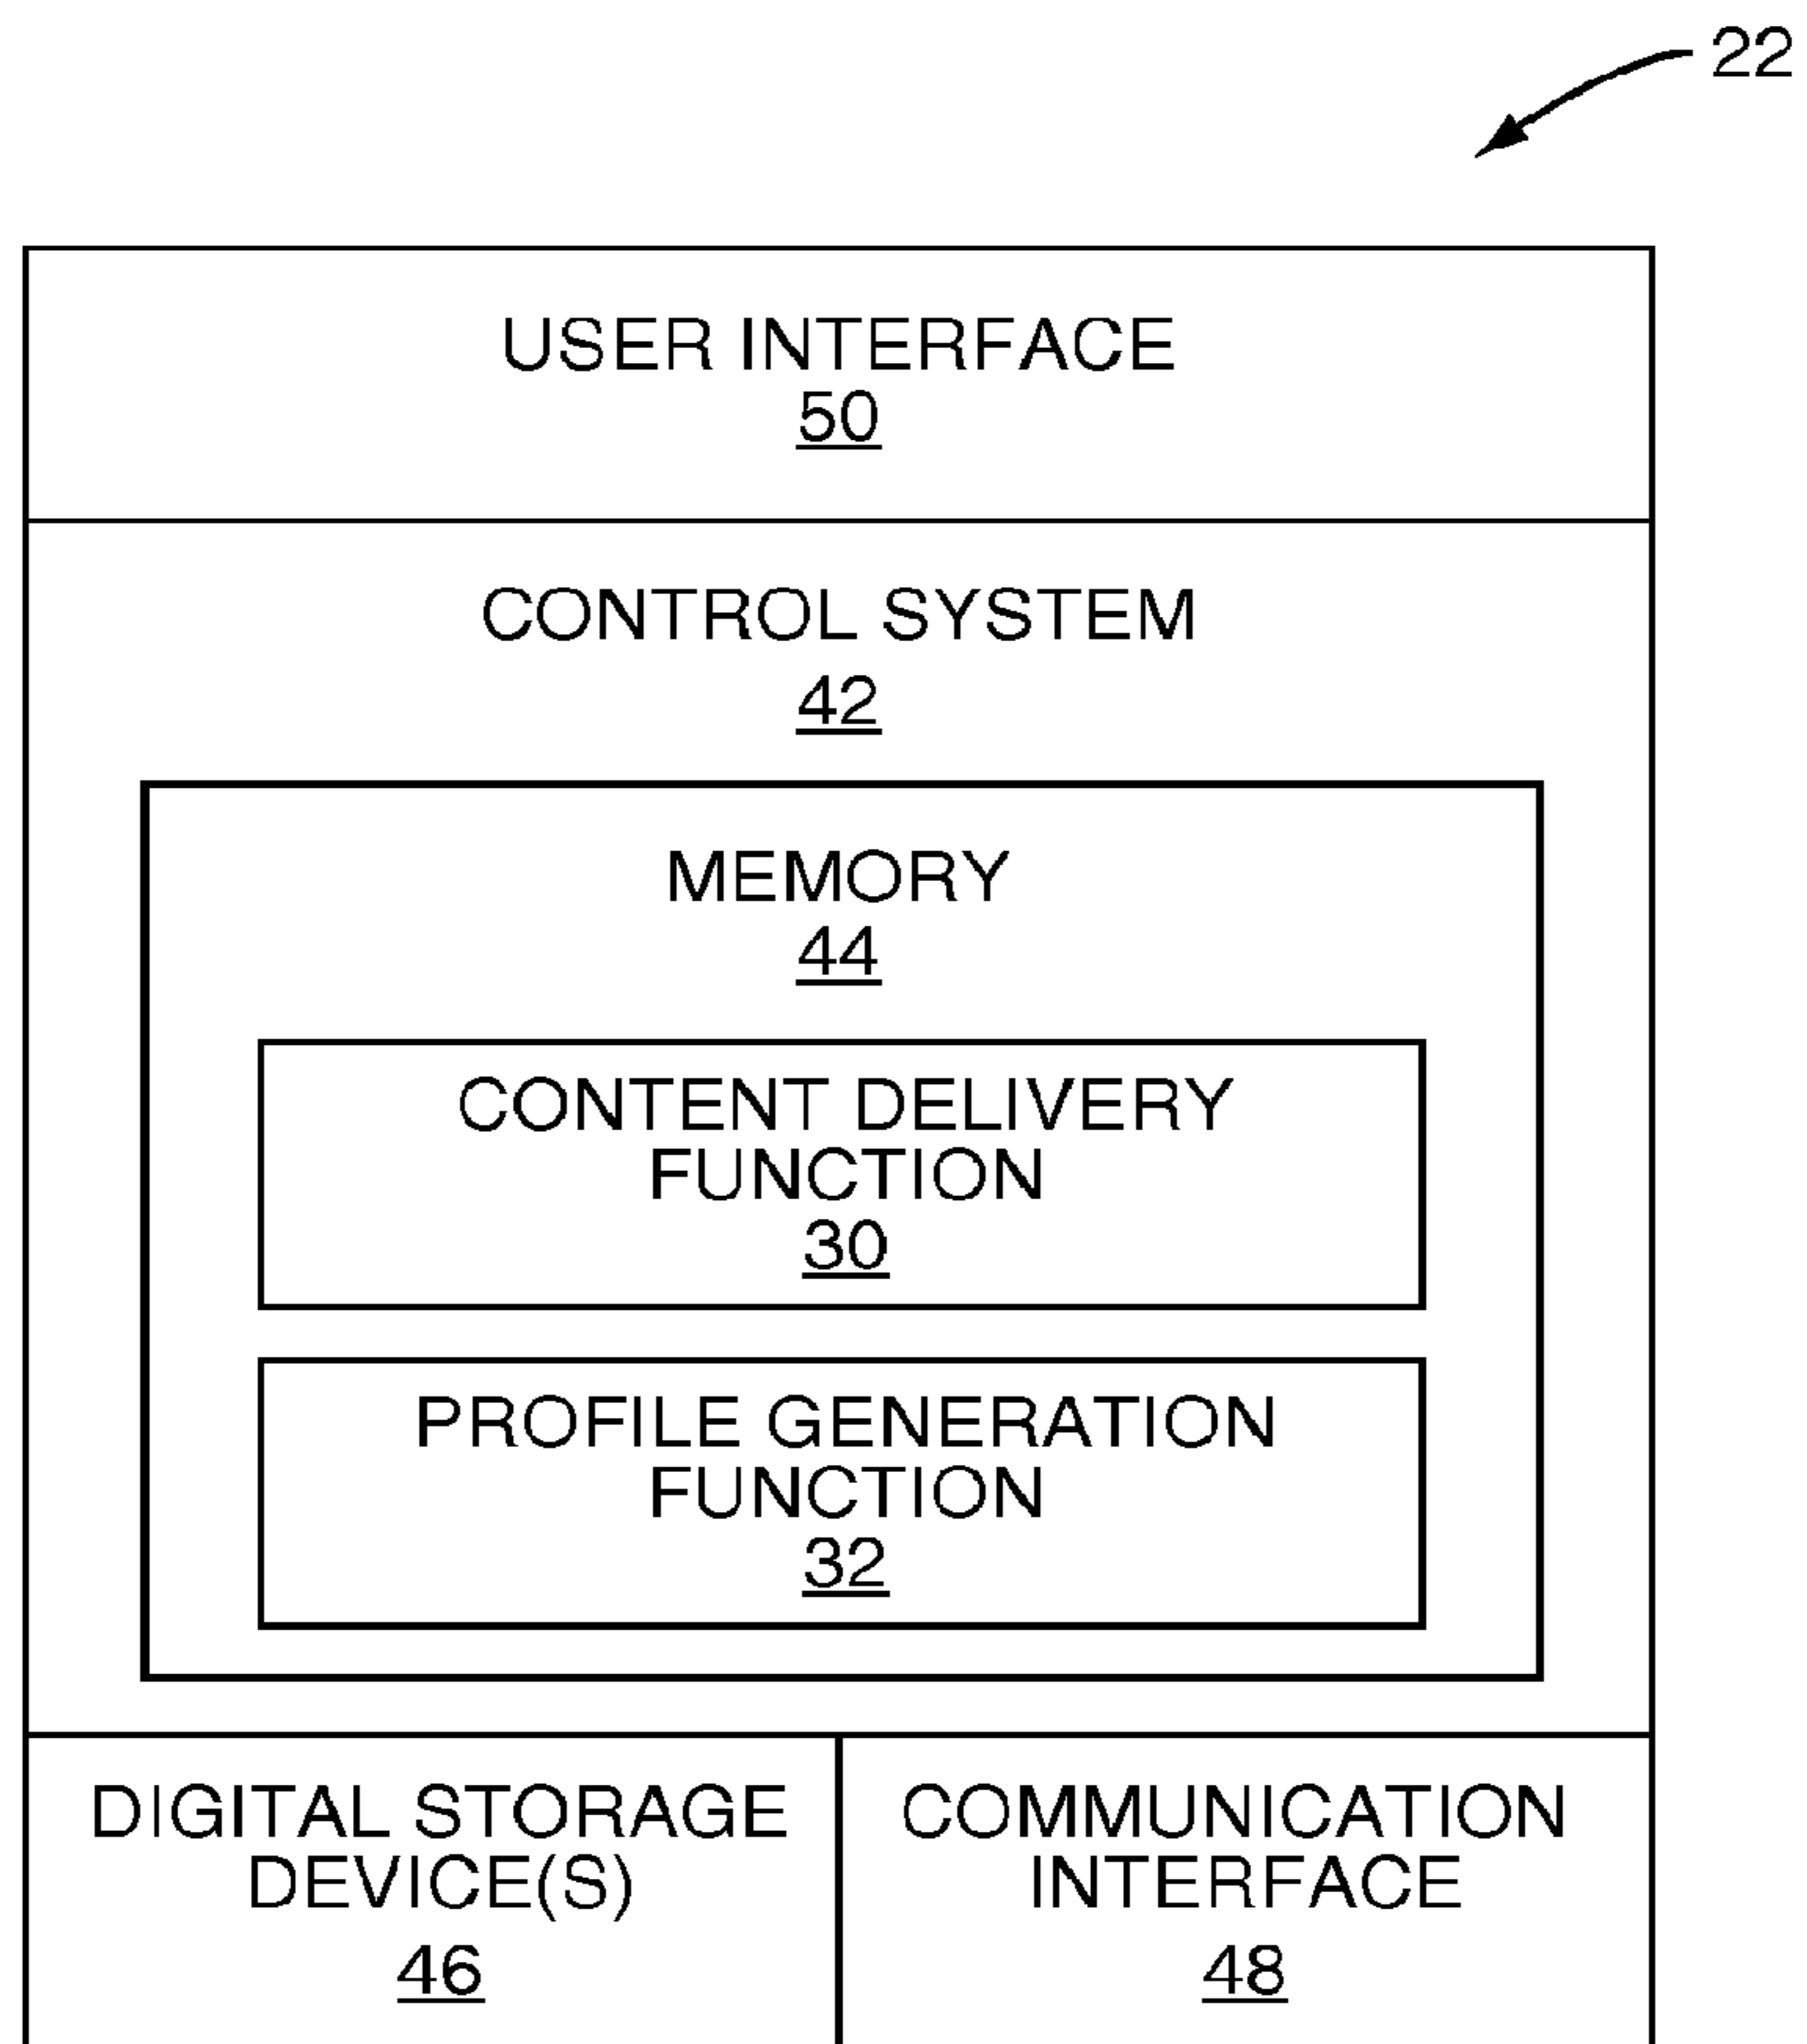 22
USER INTERFACE
50
CONTROL SYSTEM
42
MEMORY
44
CONTENT DELIVERY
FUNCTION
30
PROFILE GENERATION
FUNCTION
32
DIGITAL STORAGE
DEVICE(S)
46
COMMUNICATION
INTERFACE
48